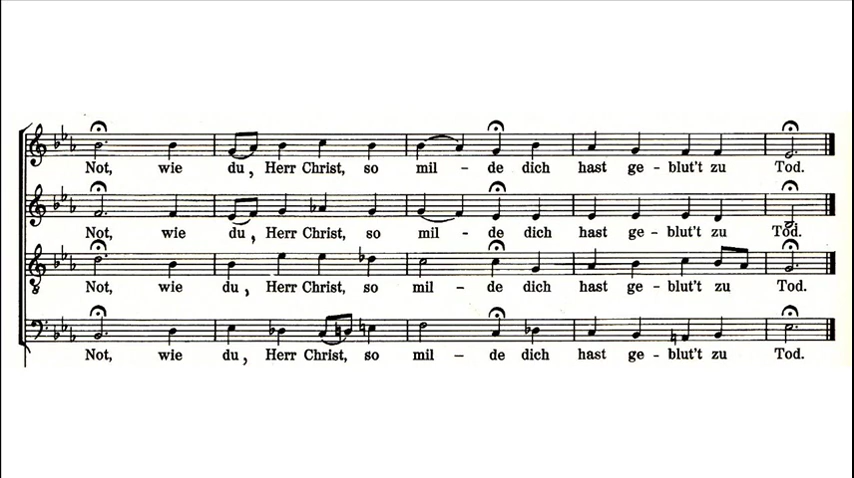 Not, wie du, Herr Christ, so mil - de dich hast ge - blut't zu Tod.
Not, wie du, Herr Christ, so mil - de dich hast ge - blut't zu Tod.
8
Not, wie du, Herr Christ, so mil - de dich hast ge - blut't zu Tod.
Not, wie du, Herr Christ, so mil - de dich hast ge - blut't zu Tod.